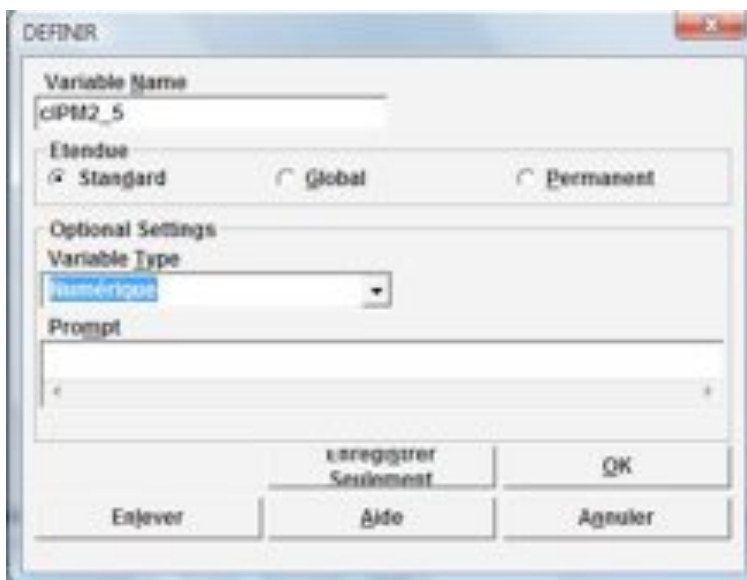 DEFINIR
Variable Name
clPM2_5
Etendue
Standard
Global
Permanent
Optional Settings
Variable Type
Numérique
Prompt
Enregistrer
Seulement
OK
Enlever
Aide
Annuler